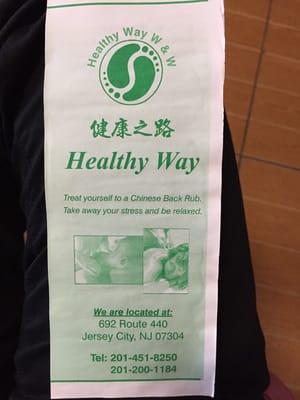 Healthy Way W & W
健康之路
Healthy Way
Treat yourself to a Chinese Back Rub.
Take away your stress and be relaxed.
We are located at:
692 Route 440
Jersey City, NJ 07304
Tel: 201-451-8250
201-200-1184